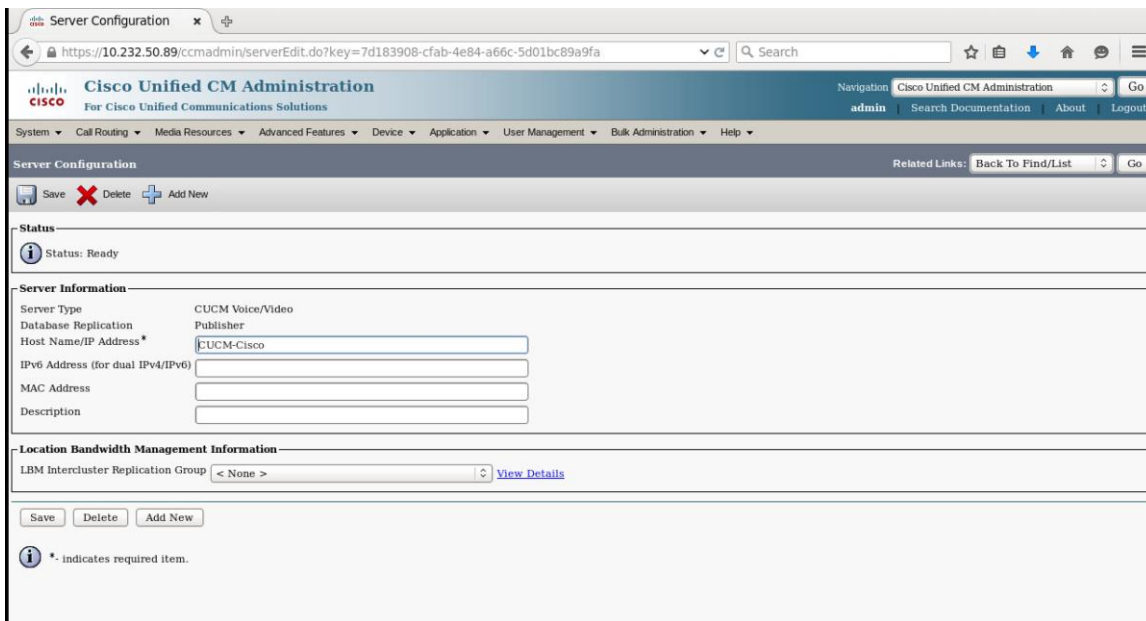 Server Configuration
https://10.232.50.89/ccmadmin/serverEdit.do?key=7d183908-cfab-4e84-a66c-5d01bc89a9fa
Search
CISCO
Cisco Unified CM Administration
For Cisco Unified Communications Solutions
Navigation Cisco Unified CM Administration Go
admin | Search Documentation | About | Logout
System Call Routing Media Resources Advanced Features Device Application User Management Bulk Administration Help
Server Configuration
Related Links: Back To Find/List Go
Save Delete Add New
Status
Status: Ready
Server Information
Server Type CUCM Voice/Video
Database Replication Publisher
Host Name/IP Address* CUCM-Cisco
IPv6 Address (for dual IPv4/IPv6)
MAC Address
Description
Location Bandwidth Management Information
LBM Intercluster Replication Group < None > View Details
Save Delete Add New
*- indicates required item.